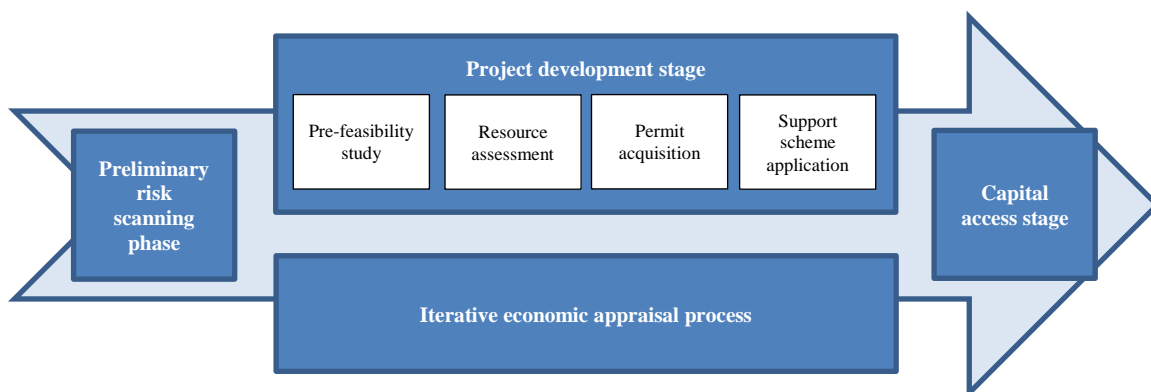 Preliminary
risk
scanning
phase
Project development stage
Pre-feasibility
study
Resource
assessment
Permit
acquisition
Support
scheme
application
Iterative economic appraisal process
Capital
access stage